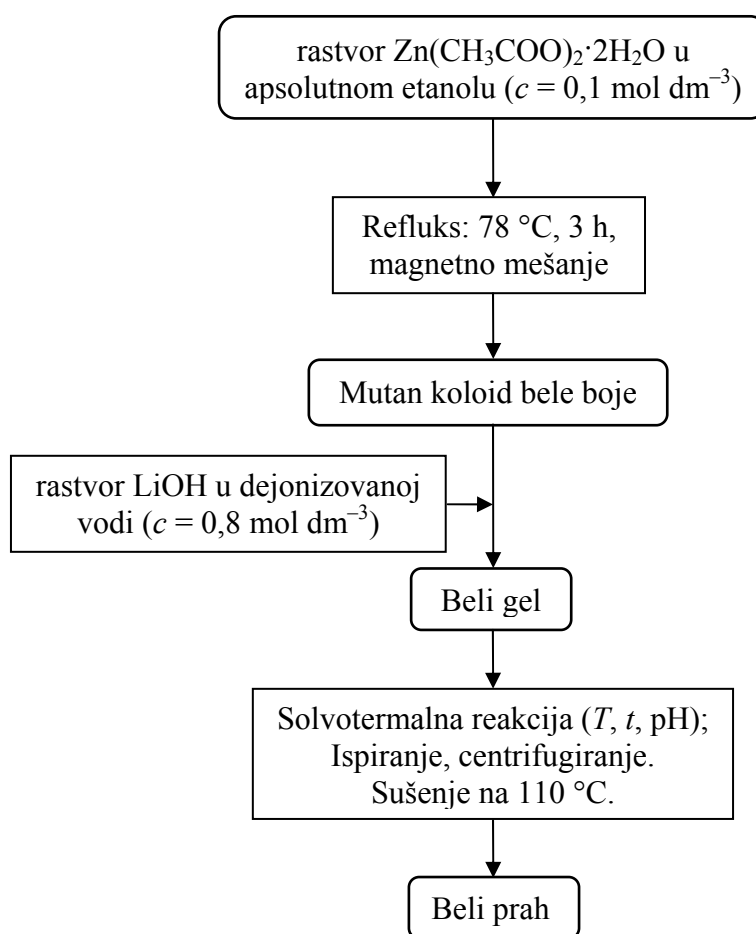 rastvor Zn(CH₃COO)₂·2H₂O u
apsolutnom etanolu (c = 0,1 mol dm⁻³)
Refluks: 78 °C, 3 h,
magnetno mešanje
Mutan koloid bele boje
rastvor LiOH u dejonizovanoj
vodi (c = 0,8 mol dm⁻³)
Beli gel
Solvotermalna reakcija (T, t, pH);
Ispiranje, centrifugiranje.
Sušenje na 110 °C.
Beli prah